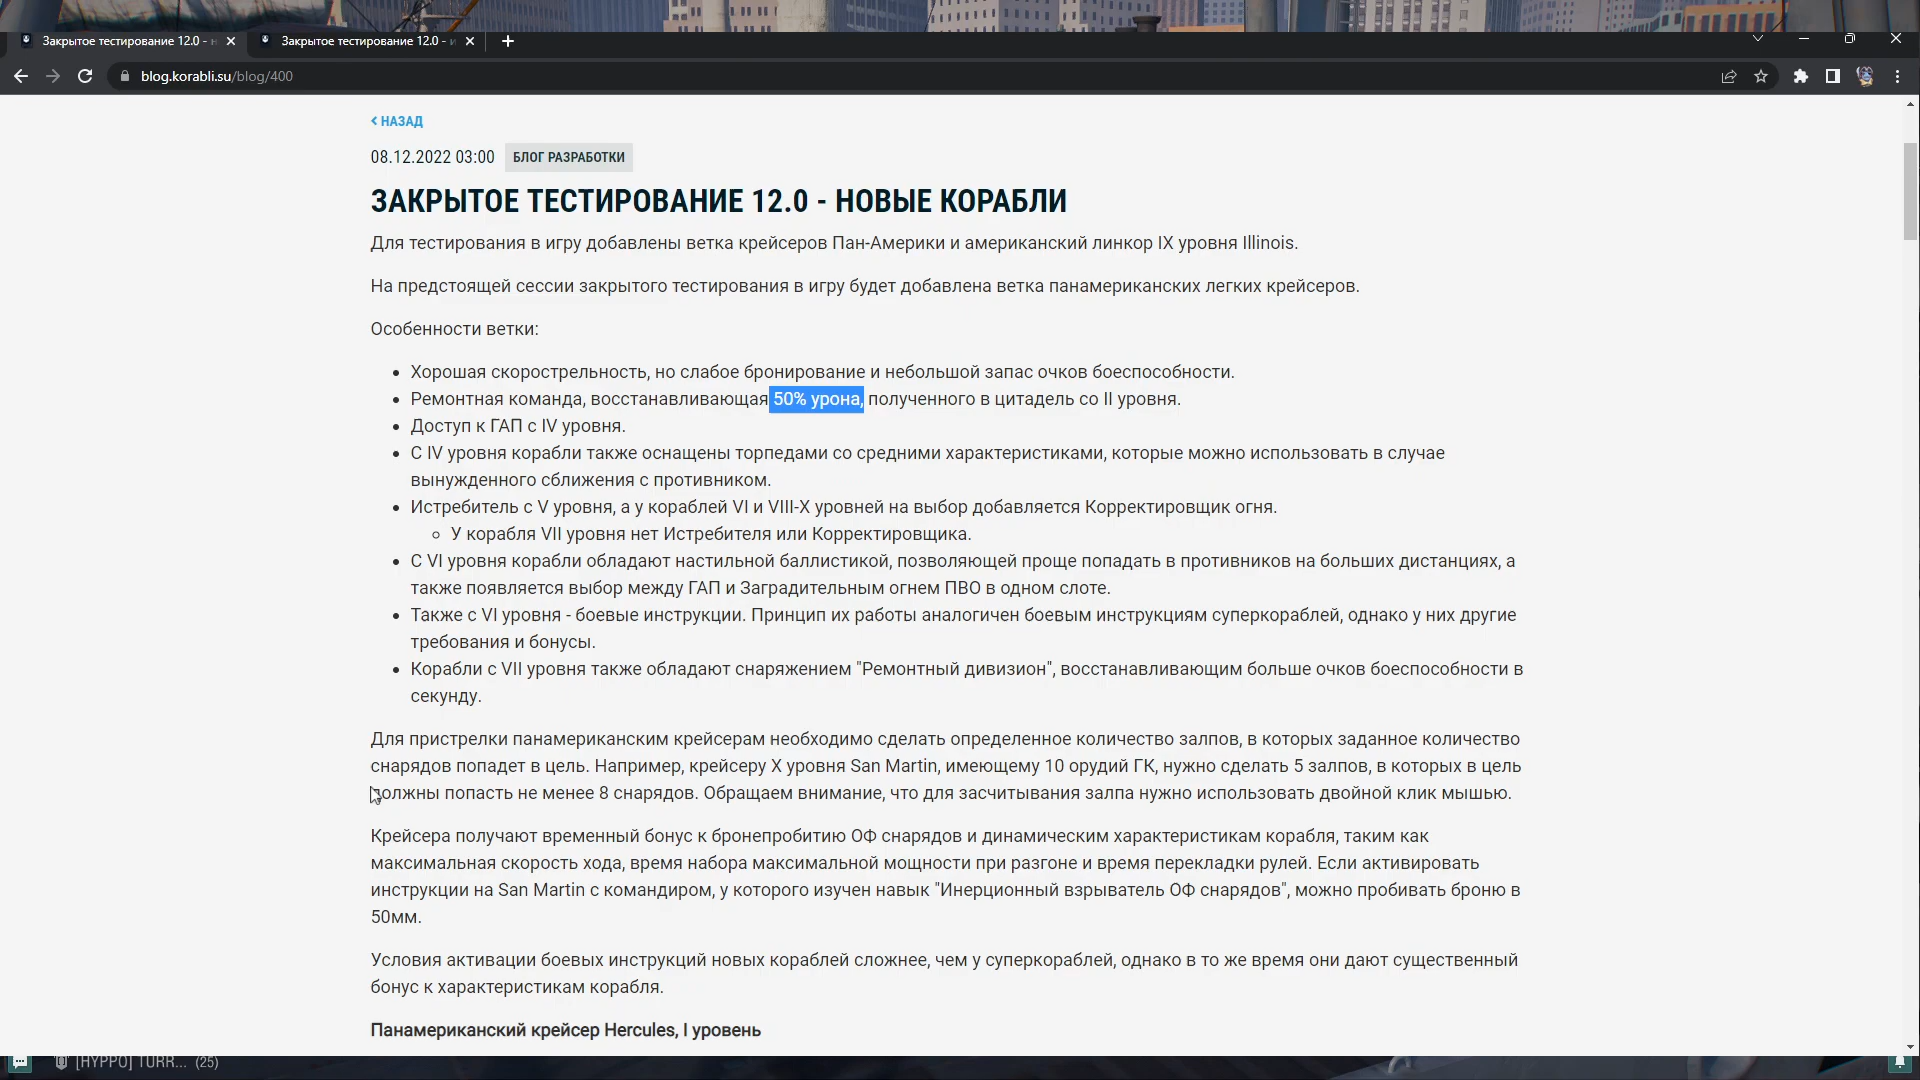 Закрытое тестирование 12.0 - н
Закрытое тестирование 12.0 - и
blog.korabli.su/blog/400
НАЗАД
08.12.2022 03:00 БЛОГ РАЗРАБОТКИ
ЗАКРЫТОЕ ТЕСТИРОВАНИЕ 12.0 - НОВЫЕ КОРАБЛИ
Для тестирования в игру добавлены ветка крейсеров Пан-Америки и американский линкор IX уровня Illinois.
На предстоящей сессии закрытого тестирования в игру будет добавлена ветка панамериканских легких крейсеров.
Особенности ветки:
Хорошая скорострельность, но слабое бронирование и небольшой запас очков боеспособности.
Ремонтная команда, восстанавливающая 50% урона, полученного в цитадель со II уровня.
Доступ к ГАП с IV уровня.
С IV уровня корабли также оснащены торпедами со средними характеристиками, которые можно использовать в случае
вынужденного сближения с противником.
Истребитель с V уровня, а у кораблей VI и VIII-X уровней на выбор добавляется Корректировщик огня.
У корабля VII уровня нет Истребителя или Корректировщика.
С VI уровня корабли обладают настильной баллистикой, позволяющей проще попадать в противников на больших дистанциях, а
также появляется выбор между ГАП и Заградительным огнем ПВО в одном слоте.
Также с VI уровня - боевые инструкции. Принцип их работы аналогичен боевым инструкциям суперкораблей, однако у них другие
требования и бонусы.
Корабли с VII уровня также обладают снаряжением "Ремонтный дивизион", восстанавливающим больше очков боеспособности в
секунду.
Для пристрелки панамериканским крейсерам необходимо сделать определенное количество залпов, в которых заданное количество
снарядов попадет в цель. Например, крейсеру X уровня San Martin, имеющему 10 орудий ГК, нужно сделать 5 залпов, в которых в цель
должны попасть не менее 8 снарядов. Обращаем внимание, что для засчитывания залпа нужно использовать двойной клик мышью.
Крейсера получают временный бонус к бронепробитию ОФ снарядов и динамическим характеристикам корабля, таким как
максимальная скорость хода, время набора максимальной мощности при разгоне и время перекладки рулей. Если активировать
инструкции на San Martin с командиром, у которого изучен навык "Инерционный взрыватель ОФ снарядов", можно пробивать броню в
50мм.
Условия активации боевых инструкций новых кораблей сложнее, чем у суперкораблей, однако в то же время они дают существенный
бонус к характеристикам корабля.
Панамериканский крейсер Hercules, I уровень
[HYPPO] TURR... (25)